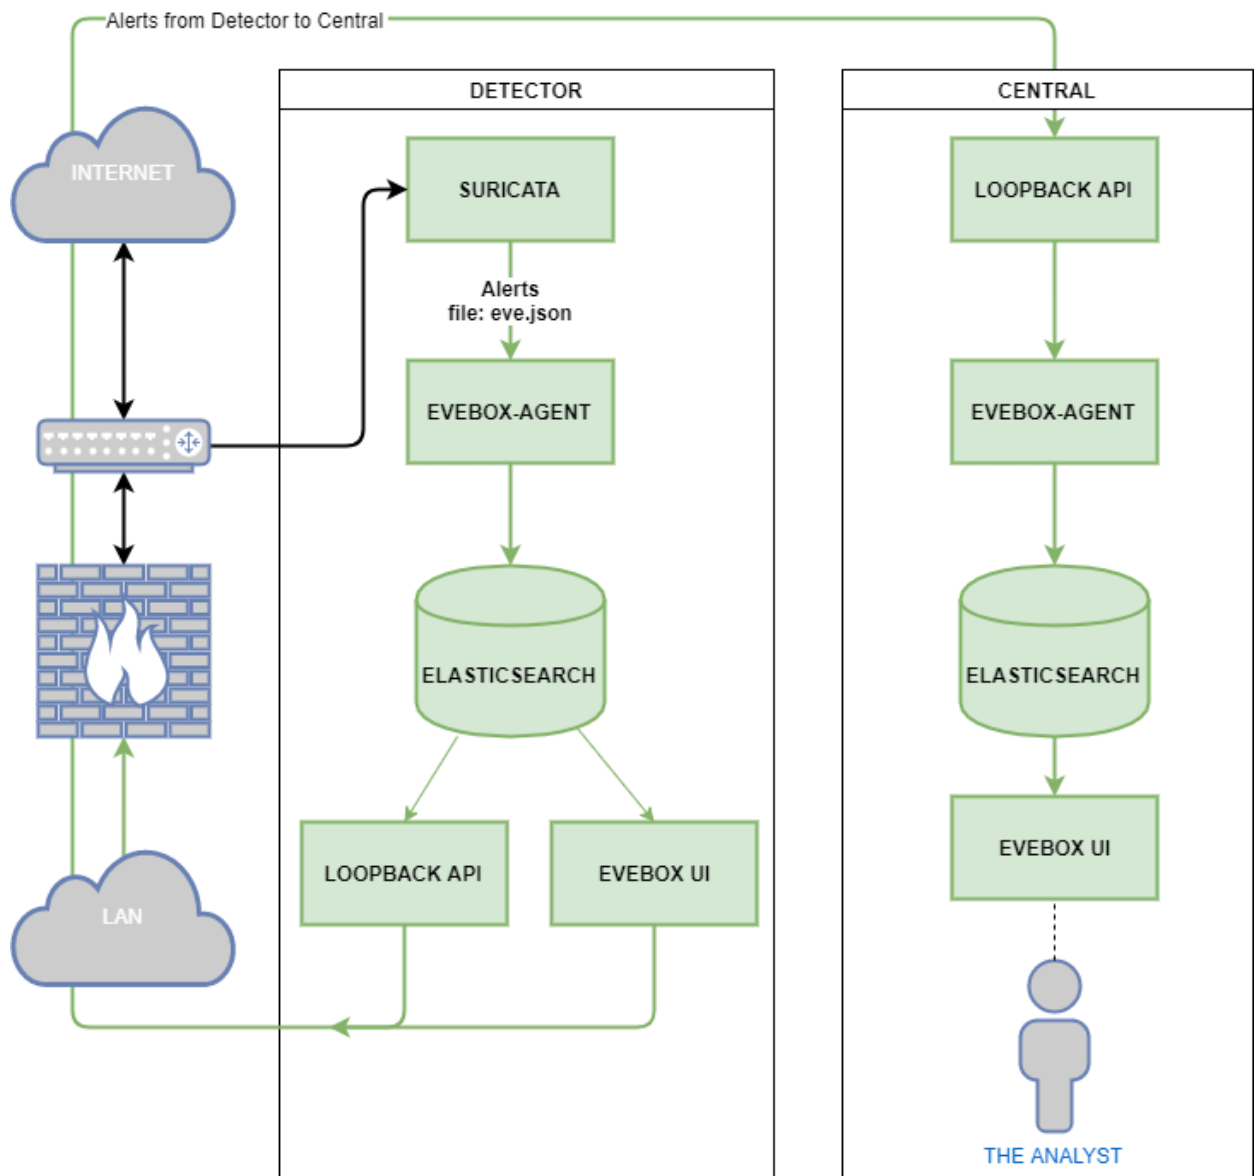 Alerts from Detector to Central
DETECTOR
CENTRAL
INTERNET
SURICATA
LOOPBACK API
Alerts
file: eve.json
EVEBOX-AGENT
EVEBOX-AGENT
ELASTICSEARCH
ELASTICSEARCH
LOOPBACK API
EVEBOX UI
EVEBOX UI
LAN
THE ANALYST